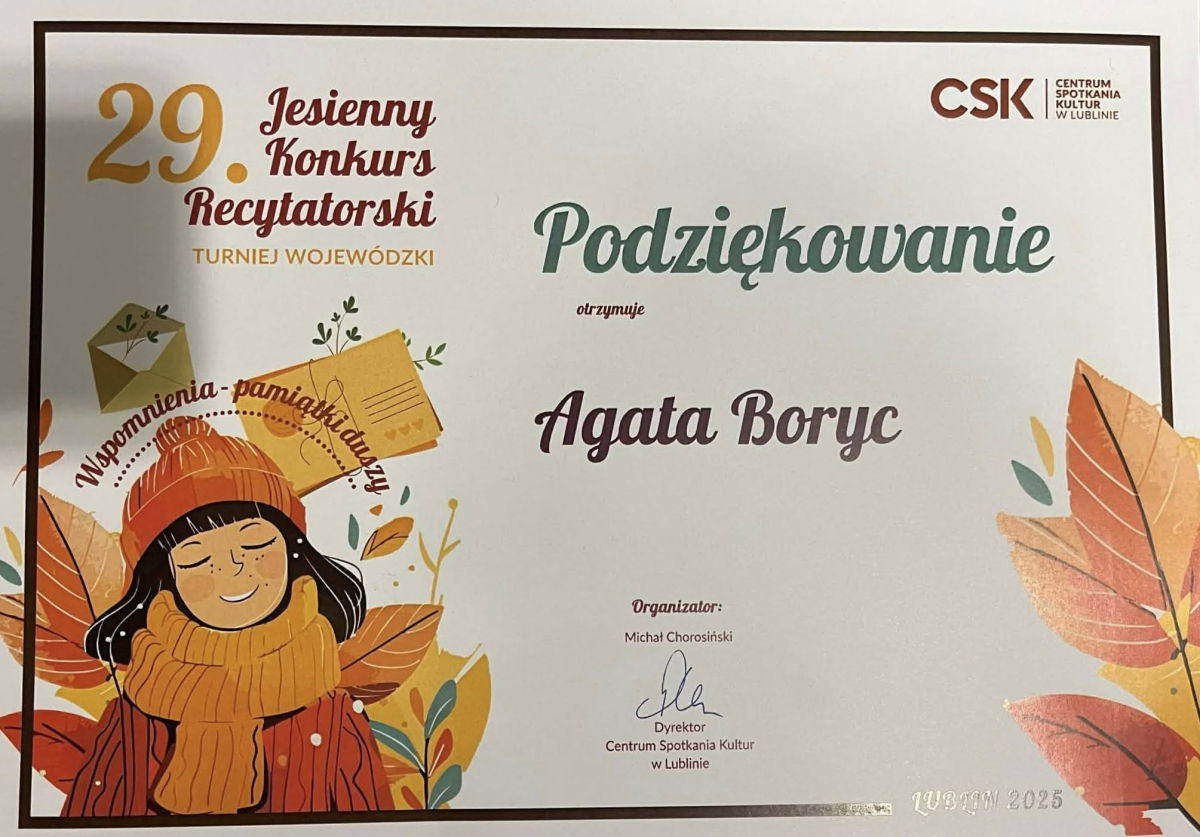 29. Jesienny
Konkurs
Recytatorski
TURNIEJ WOJEWÓDZKI
Wspomnienia - pamiątki duszy
CSK
CENTRUM
SPOTKANIA
KULTUR
W LUBLINIE
Podziękowanie
otrzymuje
Agata Boryc
Organizator:
Michał Chorosiński
Dyrektor
Centrum Spotkania Kultur
w Lublinie
LUBLIN 2025